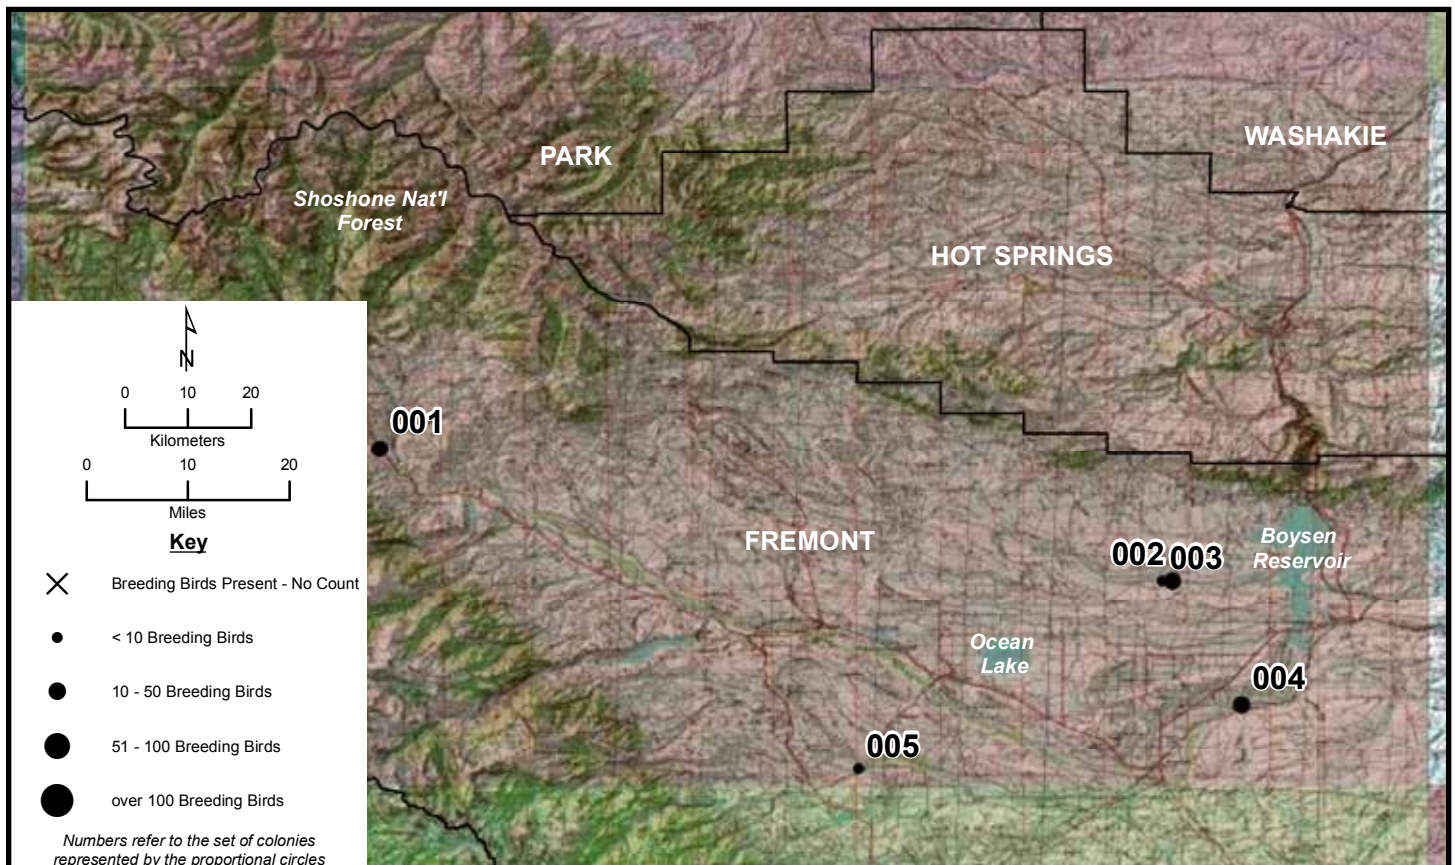 PARK
WASHAKIE
Shoshone Nat'l
Forest
HOT SPRINGS
N
0 10 20
Kilometers
0 10 20
Miles
Key
Breeding Birds Present - No Count
< 10 Breeding Birds
10 - 50 Breeding Birds
51 - 100 Breeding Birds
over 100 Breeding Birds
Numbers refer to the set of colonies
represented by the proportional circles
001
FREMONT
002 003
Boysen
Reservoir
Ocean
Lake
004
005